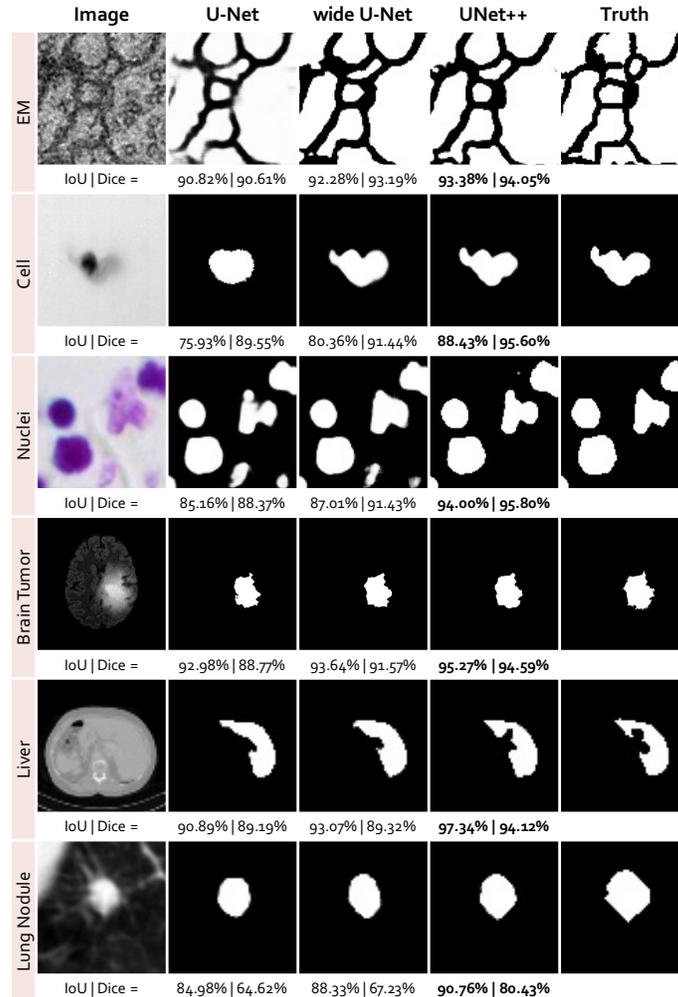 Image U-Net wide U-Net UNet++ Truth
EM
IoU | Dice = 90.82% | 90.61% 92.28% | 93.19% 93.38% | 94.05%
Cell
IoU | Dice = 75.93% | 89.55% 80.36% | 91.44% 88.43% | 95.60%
Nuclei
IoU | Dice = 85.16% | 88.37% 87.01% | 91.43% 94.00% | 95.80%
Brain Tumor
IoU | Dice = 92.98% | 88.77% 93.64% | 91.57% 95.27% | 94.59%
Liver
IoU | Dice = 90.89% | 89.19% 93.07% | 89.32% 97.34% | 94.12%
Lung Nodule
IoU | Dice = 84.98% | 64.62% 88.33% | 67.23% 90.76% | 80.43%